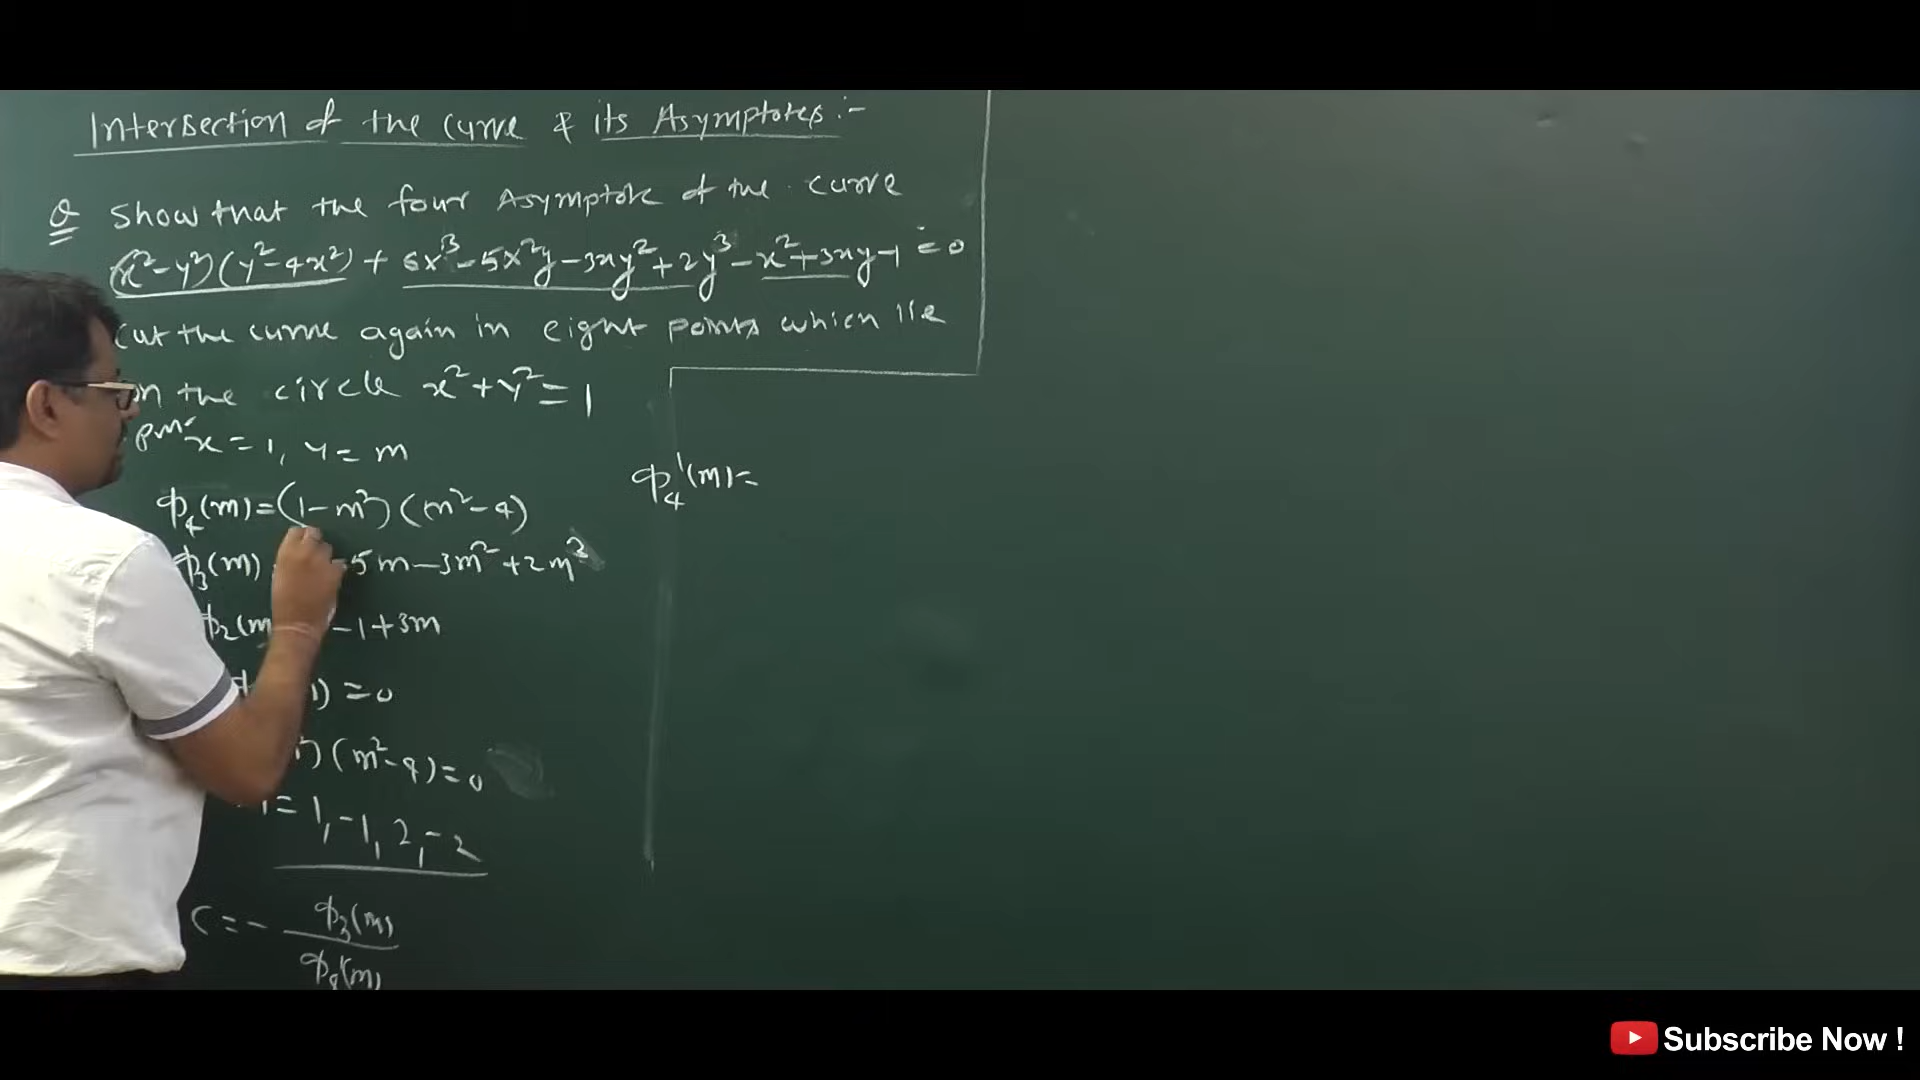 Intersection of the curve & its Asymptotes :-
Q Show that the four Asymptote of the curve
(x²-y²)(y²-4x²) + 6x³-5x²y-3xy²+2y³-x²+3xy-1=0
cut the curve again in eight points which lie
on the circle x²+y²=1
put x=1, y=m
ϕ₄(m)=(1-m²)(m²-4)
ϕ₃(m) -5m-3m²+2m³
ϕ₂(m -1+3m
) =0
)(m²-4)=0
= 1, -1, 2, -2
c = - ϕ₃(m)
ϕ₄'(m)
ϕ₄'(m)=
Subscribe Now !